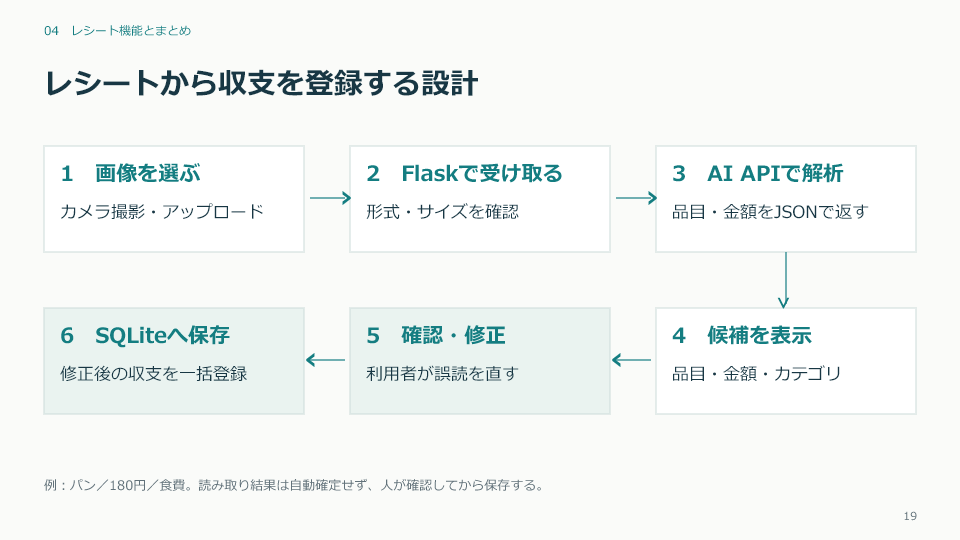 04 レシート機能とまとめ
レシートから収支を登録する設計
1 画像を選ぶ
カメラ撮影・アップロード
2 Flaskで受け取る
形式・サイズを確認
3 AI APIで解析
品目・金額をJSONで返す
4 候補を表示
品目・金額・カテゴリ
5 確認・修正
利用者が誤読を直す
6 SQLiteへ保存
修正後の収支を一括登録
例：パン／180円／食費。読み取り結果は自動確定せず、人が確認してから保存する。
19